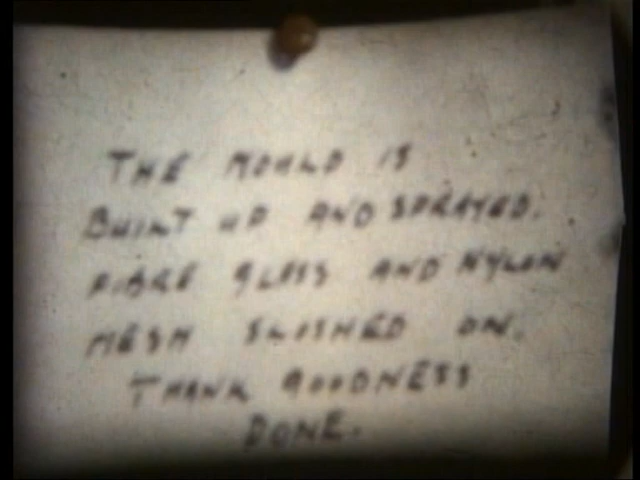 THE MOULD IS
BUILT UP AND SPRAYED.
FIBRE GLASS AND NYLON
MESH SLOSHED ON.
THANK GOODNESS
DONE.